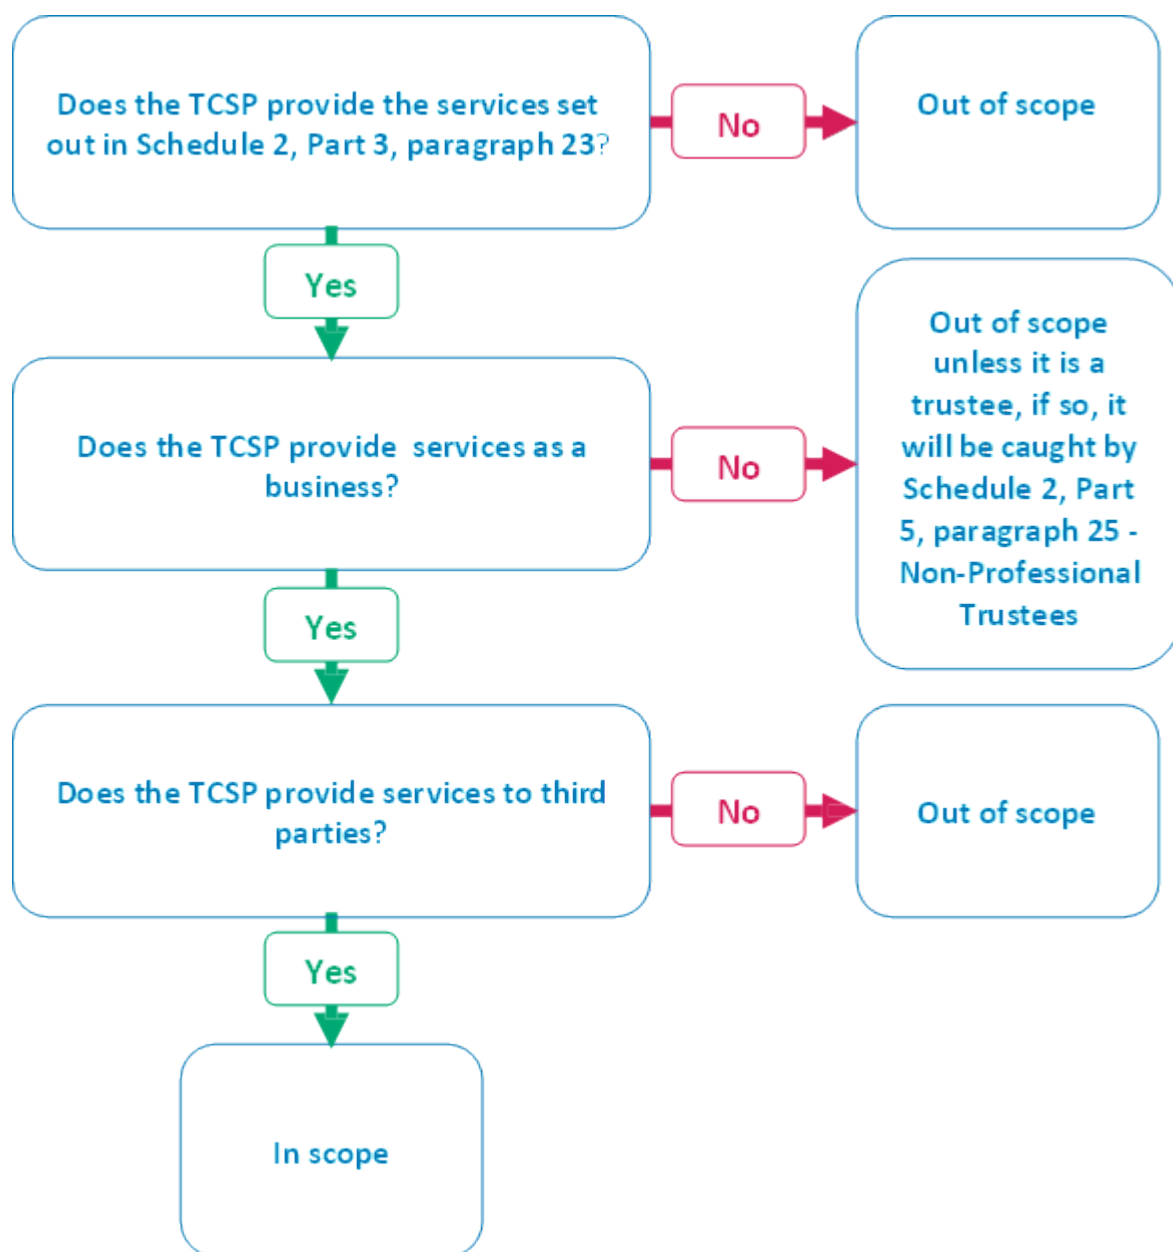 Does the TCSP provide the services set
out in Schedule 2, Part 3, paragraph 23?
No
Out of scope
Yes
Does the TCSP provide  services as a
business?
No
Out of scope
unless it is a
trustee, if so, it
will be caught by
Schedule 2, Part
5, paragraph 25 -
Non-Professional
Trustees
Yes
Does the TCSP provide services to third
parties?
No
Out of scope
Yes
In scope